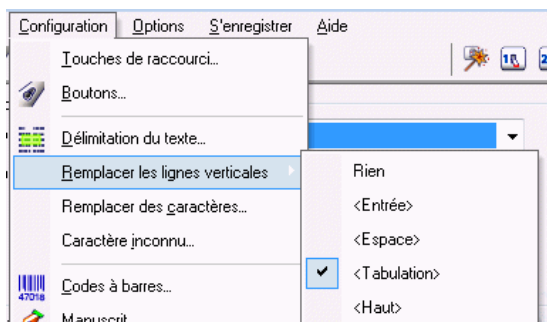 Configuration Options S'enregistrer Aide
Touches de raccourci...
Boutons...
Délimitation du texte...
Remplacer les lignes verticales
Rien
Remplacer des caractères...
<Entrée>
Caractère inconnu...
<Espace>
<Tabulation>
Codes à barres...
47018
<Haut>
Manuscrit